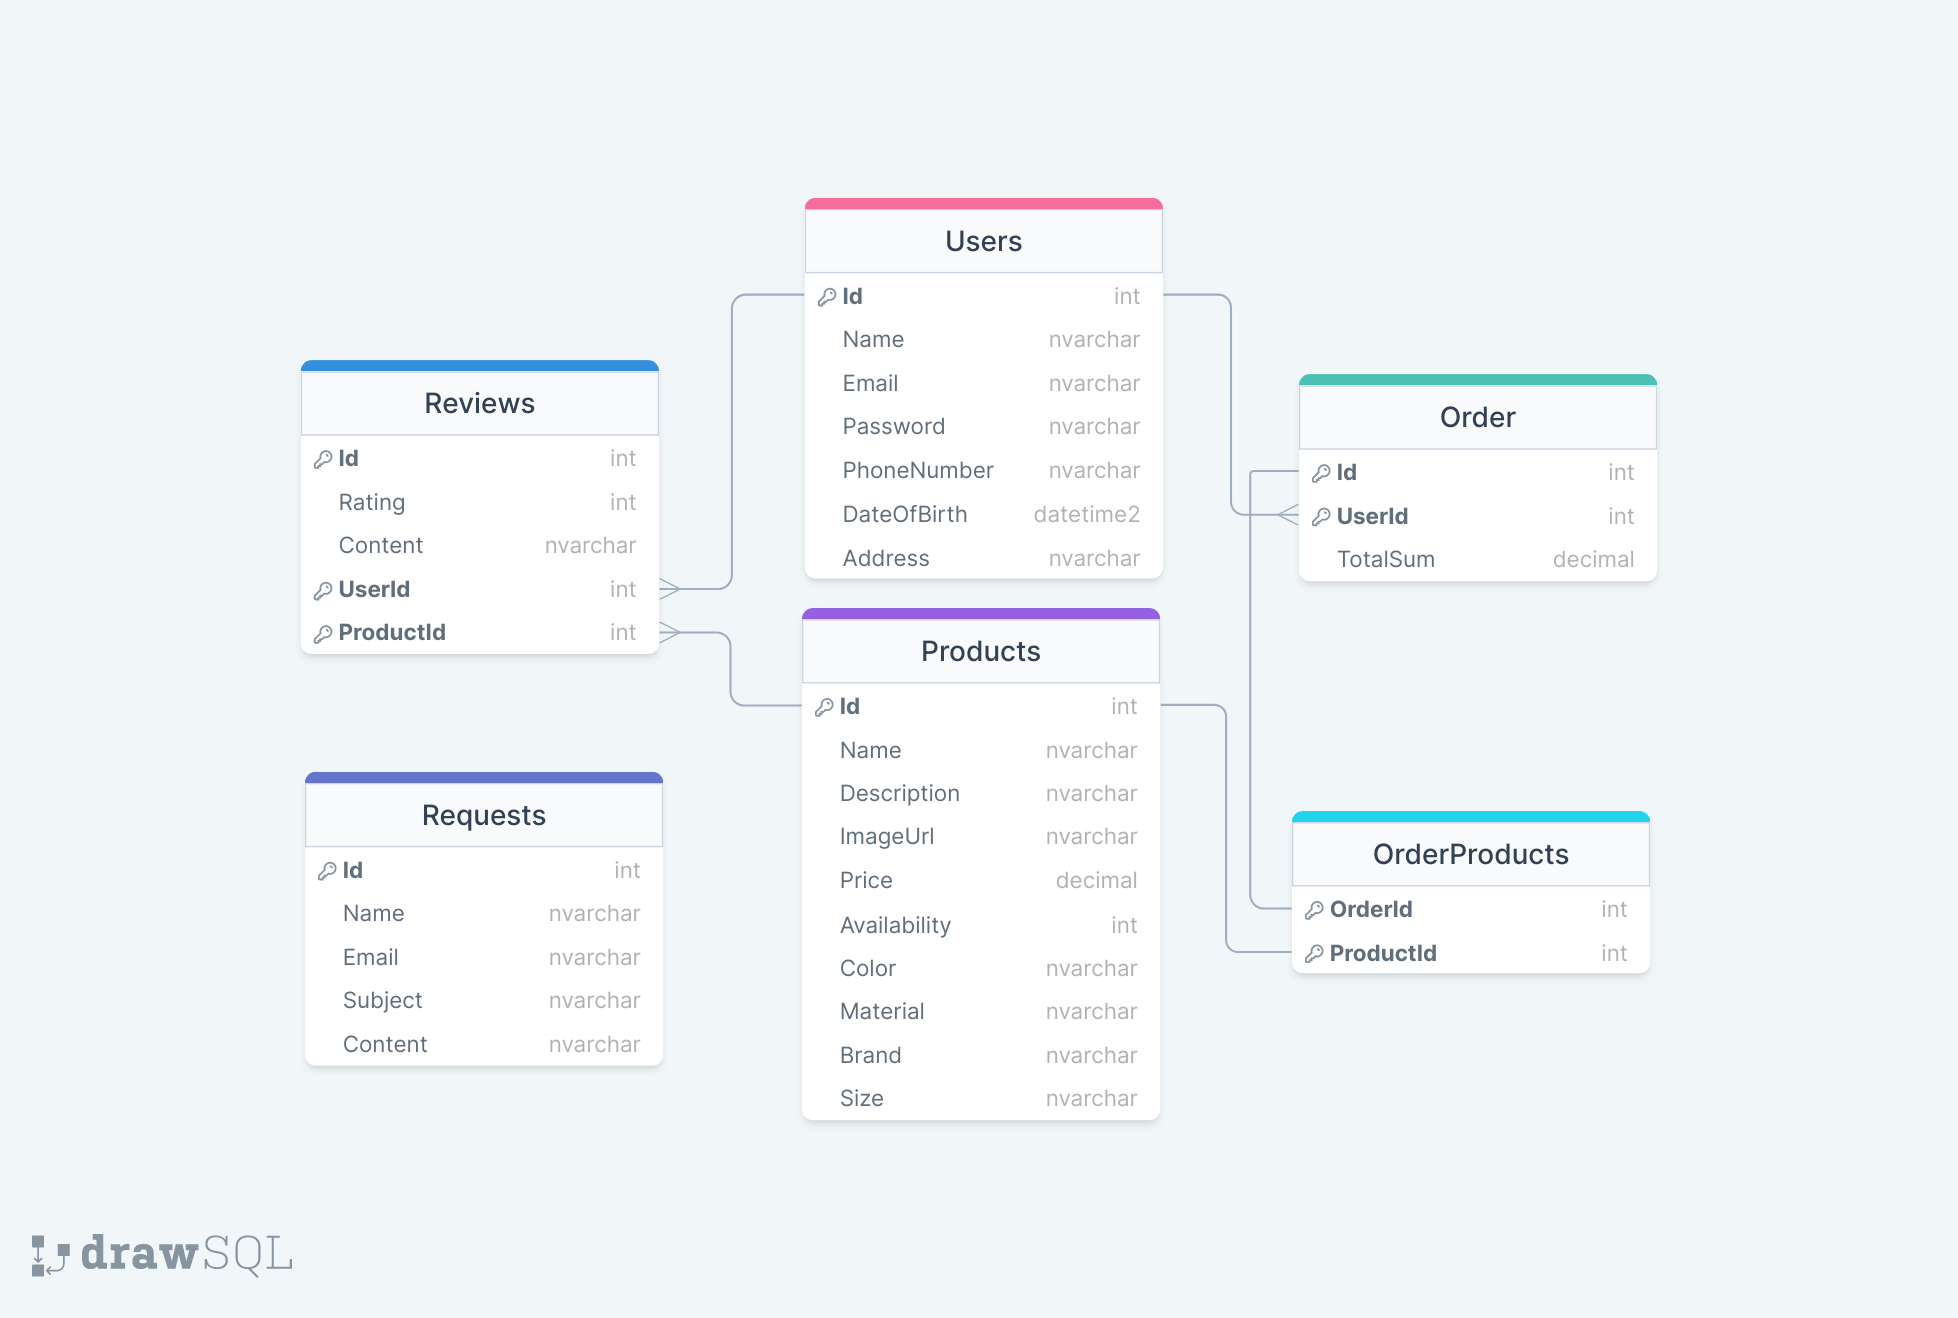 Users
Id int
Name nvarchar
Email nvarchar
Password nvarchar
PhoneNumber nvarchar
DateOfBirth datetime2
Address nvarchar
Reviews
Id int
Rating int
Content nvarchar
UserId int
ProductId int
Order
Id int
UserId int
TotalSum decimal
Products
Id int
Name nvarchar
Description nvarchar
ImageUrl nvarchar
Price decimal
Availability int
Color nvarchar
Material nvarchar
Brand nvarchar
Size nvarchar
Requests
Id int
Name nvarchar
Email nvarchar
Subject nvarchar
Content nvarchar
OrderProducts
OrderId int
ProductId int
drawSQL